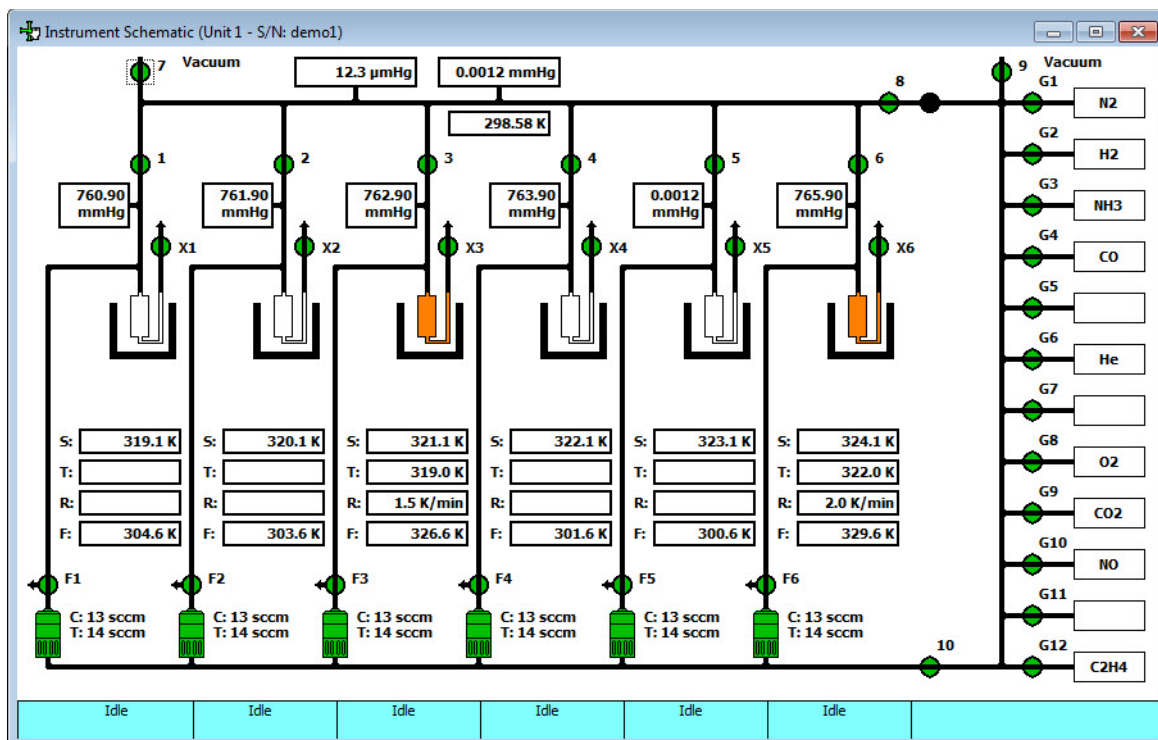 Instrument Schematic (Unit 1 - S/N: demo1)
7 Vacuum 12.3 µmHg 0.0012 mmHg 9 Vacuum
8 G1 N2
298.58 K
1 2 3 4 5 6 G2 H2
760.90 mmHg 761.90 mmHg 762.90 mmHg 763.90 mmHg 0.0012 mmHg 765.90 mmHg G3 NH3
X1 X2 X3 X4 X5 X6 G4 CO
G5
G6 He
G7
S: 319.1 K S: 320.1 K S: 321.1 K S: 322.1 K S: 323.1 K S: 324.1 K G8 O2
T: T: T: 319.0 K T: T: T: 322.0 K
R: R: R: 1.5 K/min R: R: R: 2.0 K/min G9 CO2
F: 304.6 K F: 303.6 K F: 326.6 K F: 301.6 K F: 300.6 K F: 329.6 K
G10 NO
F1 F2 F3 F4 F5 F6
G11
C: 13 sccm C: 13 sccm C: 13 sccm C: 13 sccm C: 13 sccm C: 13 sccm
T: 14 sccm T: 14 sccm T: 14 sccm T: 14 sccm T: 14 sccm T: 14 sccm
10 G12 C2H4
Idle Idle Idle Idle Idle Idle